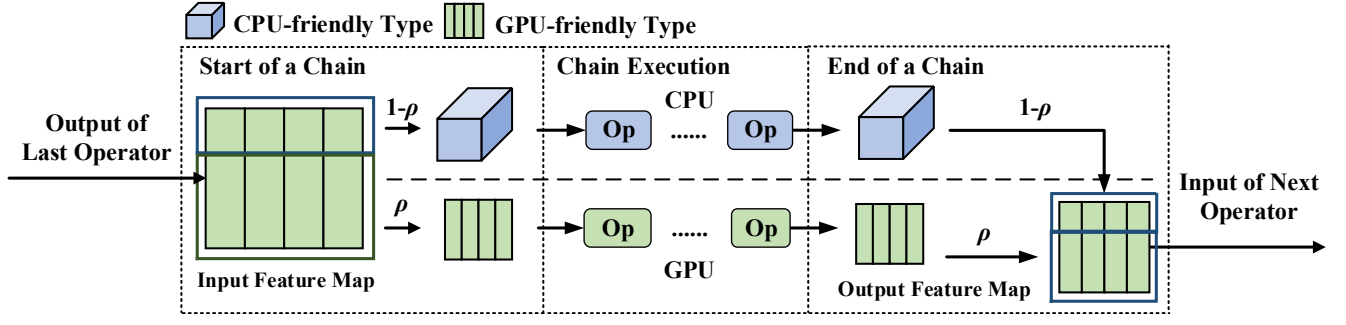 CPU-friendly Type
GPU-friendly Type
Start of a Chain
Chain Execution
End of a Chain
Output of
Last Operator
1-ρ
CPU
Op
......
Op
1-ρ
Input of Next
Operator
ρ
Op
......
Op
ρ
GPU
Input Feature Map
Output Feature Map